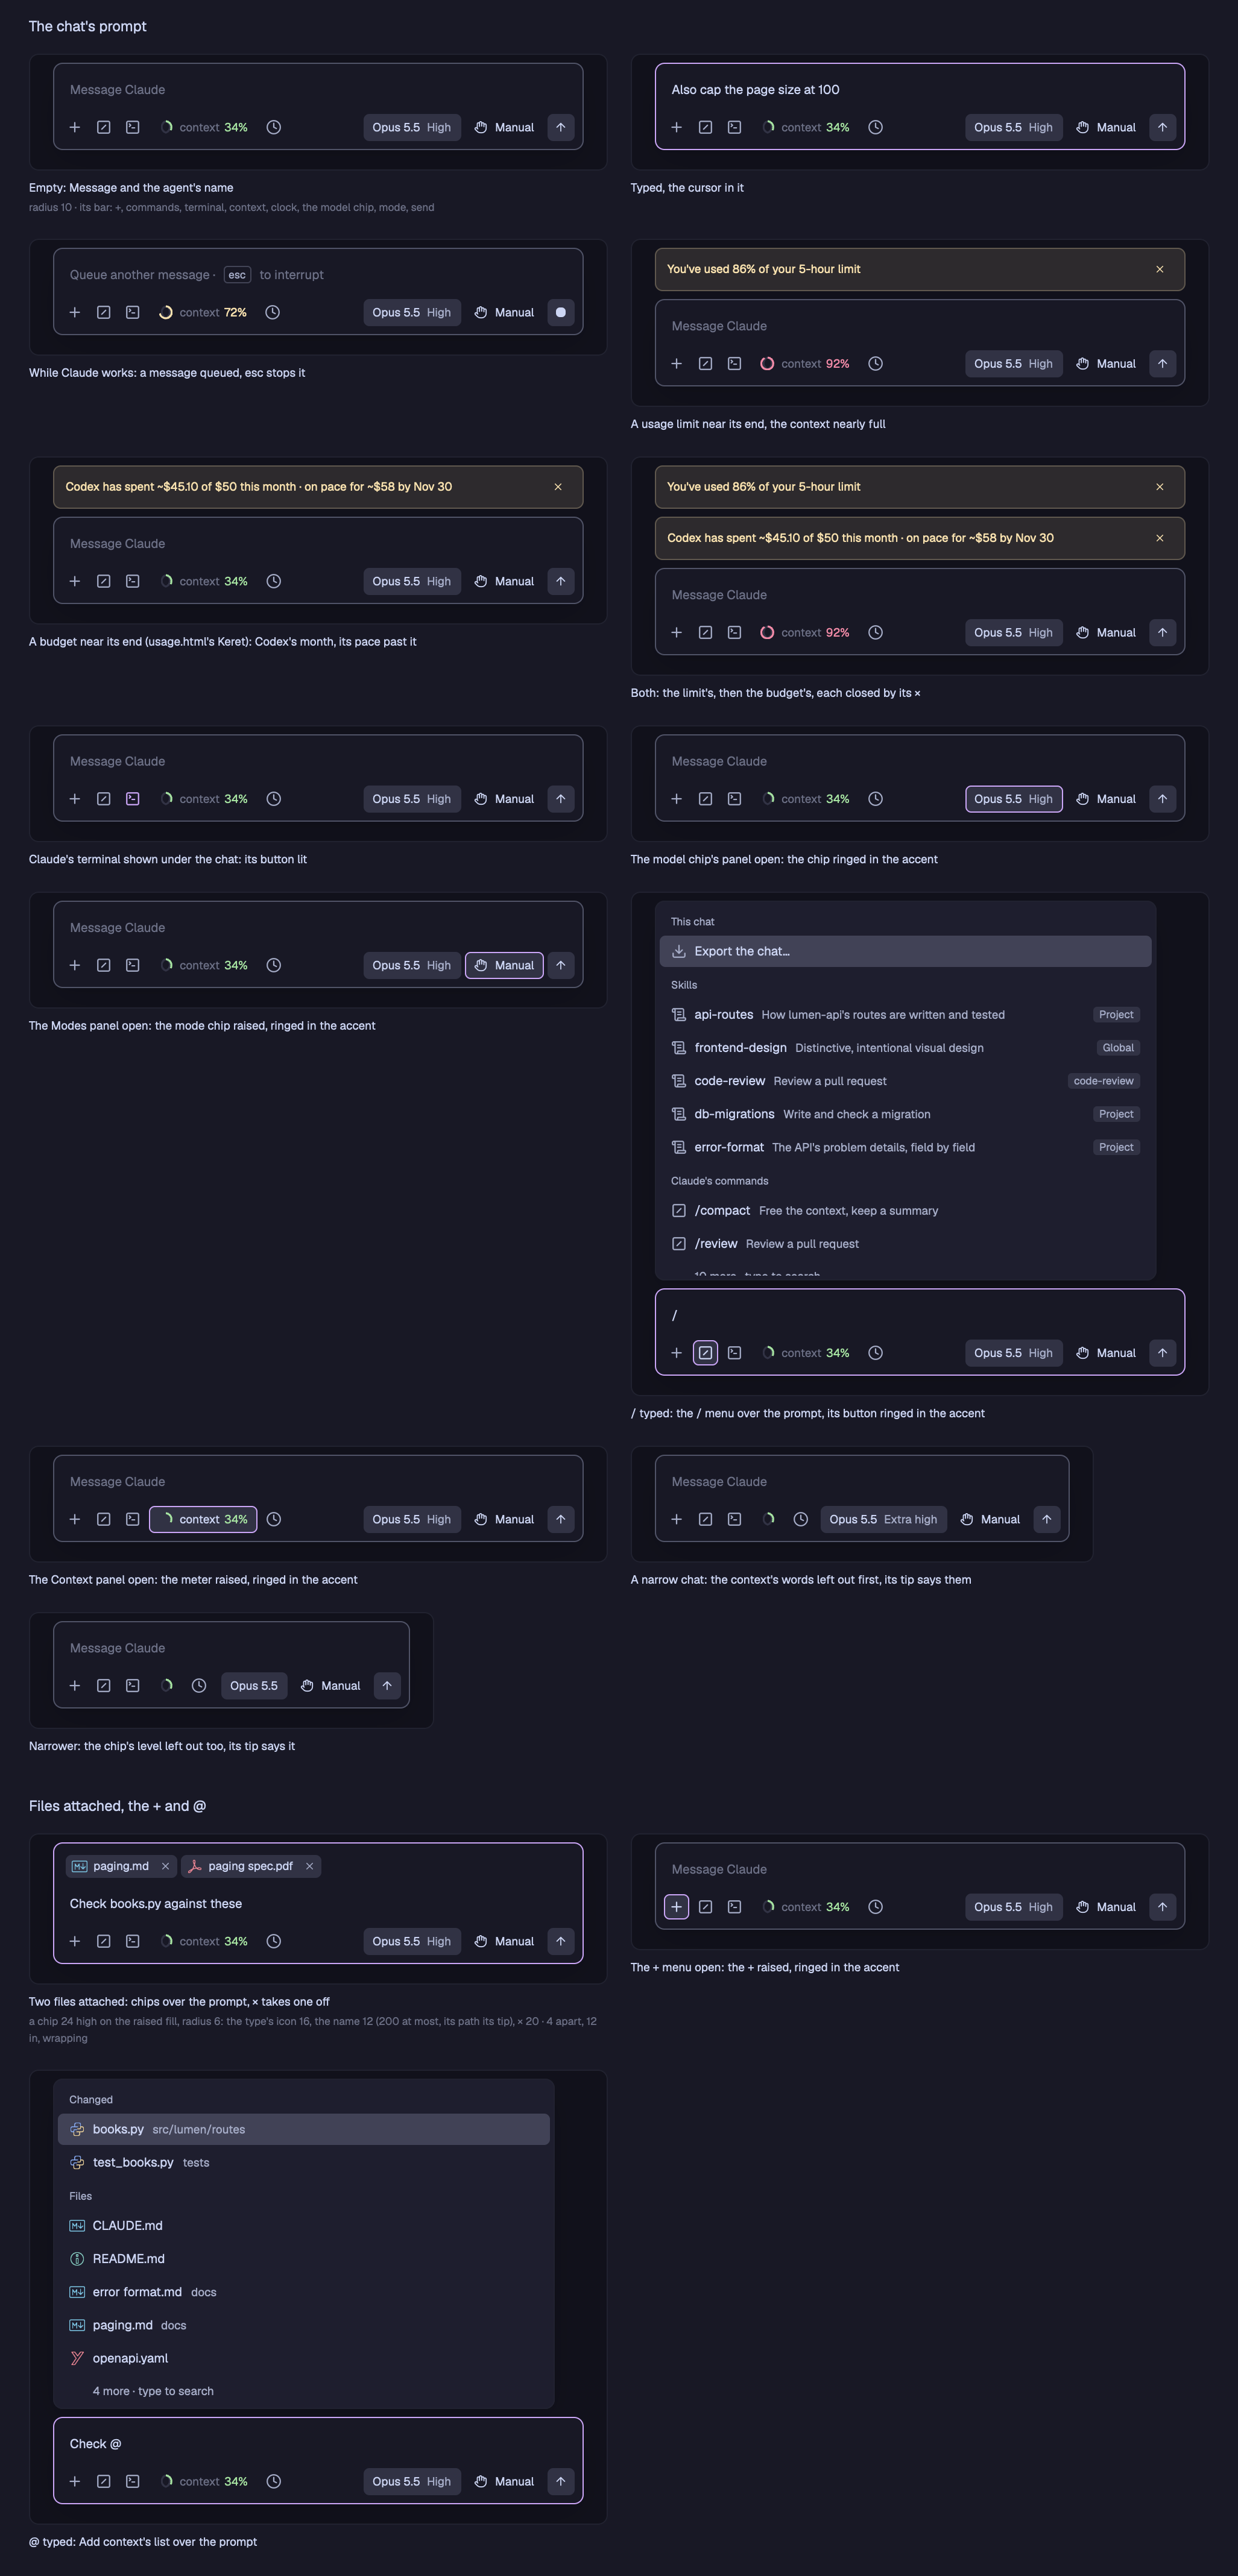 The chat's prompt
Message Claude
context 34% Opus 5.5 High Manual
Empty: Message and the agent's name
radius 10 · its bar: +, commands, terminal, context, clock, the model chip, mode, send
Also cap the page size at 100
context 34% Opus 5.5 High Manual
Typed, the cursor in it
Queue another message · esc to interrupt
context 72% Opus 5.5 High Manual
While Claude works: a message queued, esc stops it
You've used 86% of your 5-hour limit
Message Claude
context 92% Opus 5.5 High Manual
A usage limit near its end, the context nearly full
Codex has spent ~$45.10 of $50 this month · on pace for ~$58 by Nov 30
Message Claude
context 34% Opus 5.5 High Manual
A budget near its end (usage.html's Keret): Codex's month, its pace past it
You've used 86% of your 5-hour limit
Codex has spent ~$45.10 of $50 this month · on pace for ~$58 by Nov 30
Message Claude
context 92% Opus 5.5 High Manual
Both: the limit's, then the budget's, each closed by its ×
Message Claude
context 34% Opus 5.5 High Manual
Claude's terminal shown under the chat: its button lit
Message Claude
context 34% Opus 5.5 High Manual
The model chip's panel open: the chip ringed in the accent
Message Claude
context 34% Opus 5.5 High Manual
The Modes panel open: the mode chip raised, ringed in the accent
This chat
Export the chat...
Skills
api-routes How lumen-api's routes are written and tested Project
frontend-design Distinctive, intentional visual design Global
code-review Review a pull request code-review
db-migrations Write and check a migration Project
error-format The API's problem details, field by field Project
Claude's commands
/compact Free the context, keep a summary
/review Review a pull request
10 more · type to search
/
context 34% Opus 5.5 High Manual
/ typed: the / menu over the prompt, its button ringed in the accent
Message Claude
context 34% Opus 5.5 High Manual
The Context panel open: the meter raised, ringed in the accent
Message Claude
Opus 5.5 Extra high Manual
A narrow chat: the context's words left out first, its tip says them
Message Claude
Opus 5.5 Manual
Narrower: the chip's level left out too, its tip says it
Files attached, the + and @
paging.md × paging spec.pdf ×
Check books.py against these
context 34% Opus 5.5 High Manual
Two files attached: chips over the prompt, × takes one off
a chip 24 high on the raised fill, radius 6: the type's icon 16, the name 12 (200 at most, its path its tip), × 20 · 4 apart, 12
in, wrapping
Message Claude
context 34% Opus 5.5 High Manual
The + menu open: the + raised, ringed in the accent
Changed
books.py src/lumen/routes
test_books.py tests
Files
CLAUDE.md
README.md
error format.md docs
paging.md docs
openapi.yaml
4 more · type to search
Check @
context 34% Opus 5.5 High Manual
@ typed: Add context's list over the prompt